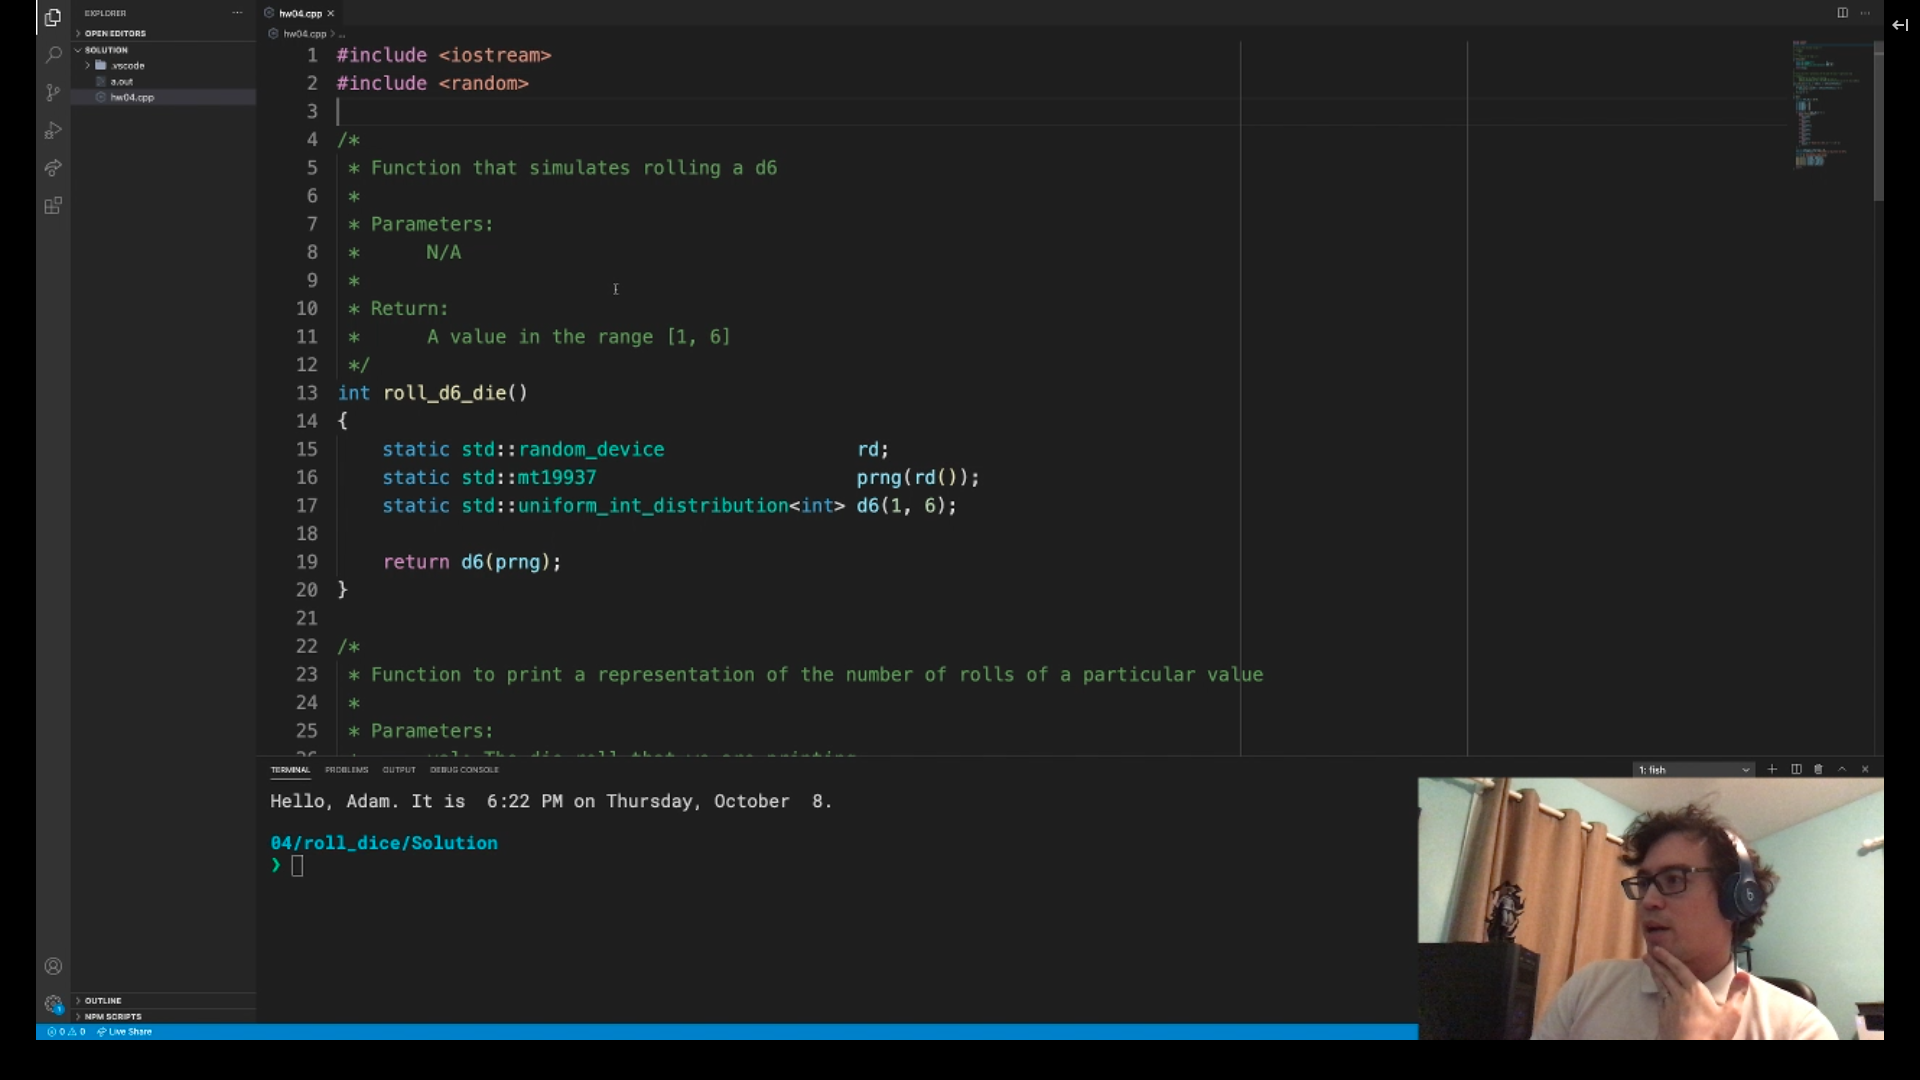 EXPLORER
OPEN EDITORS
SOLUTION
.vscode
a.out
hw04.cpp
OUTLINE
NPM SCRIPTS
hw04.cpp
hw04.cpp > ...
1 #include <iostream>
2 #include <random>
3
4 /*
5 * Function that simulates rolling a d6
6 *
7 * Parameters:
8 * N/A
9 *
10 * Return:
11 * A value in the range [1, 6]
12 */
13 int roll_d6_die()
14 {
15 static std::random_device rd;
16 static std::mt19937 prng(rd());
17 static std::uniform_int_distribution<int> d6(1, 6);
18
19 return d6(prng);
20 }
21
22 /*
23 * Function to print a representation of the number of rolls of a particular value
24 *
25 * Parameters:
TERMINAL PROBLEMS OUTPUT DEBUG CONSOLE
1: fish
Hello, Adam. It is 6:22 PM on Thursday, October 8.
04/roll_dice/Solution
❯
0 0 Live Share